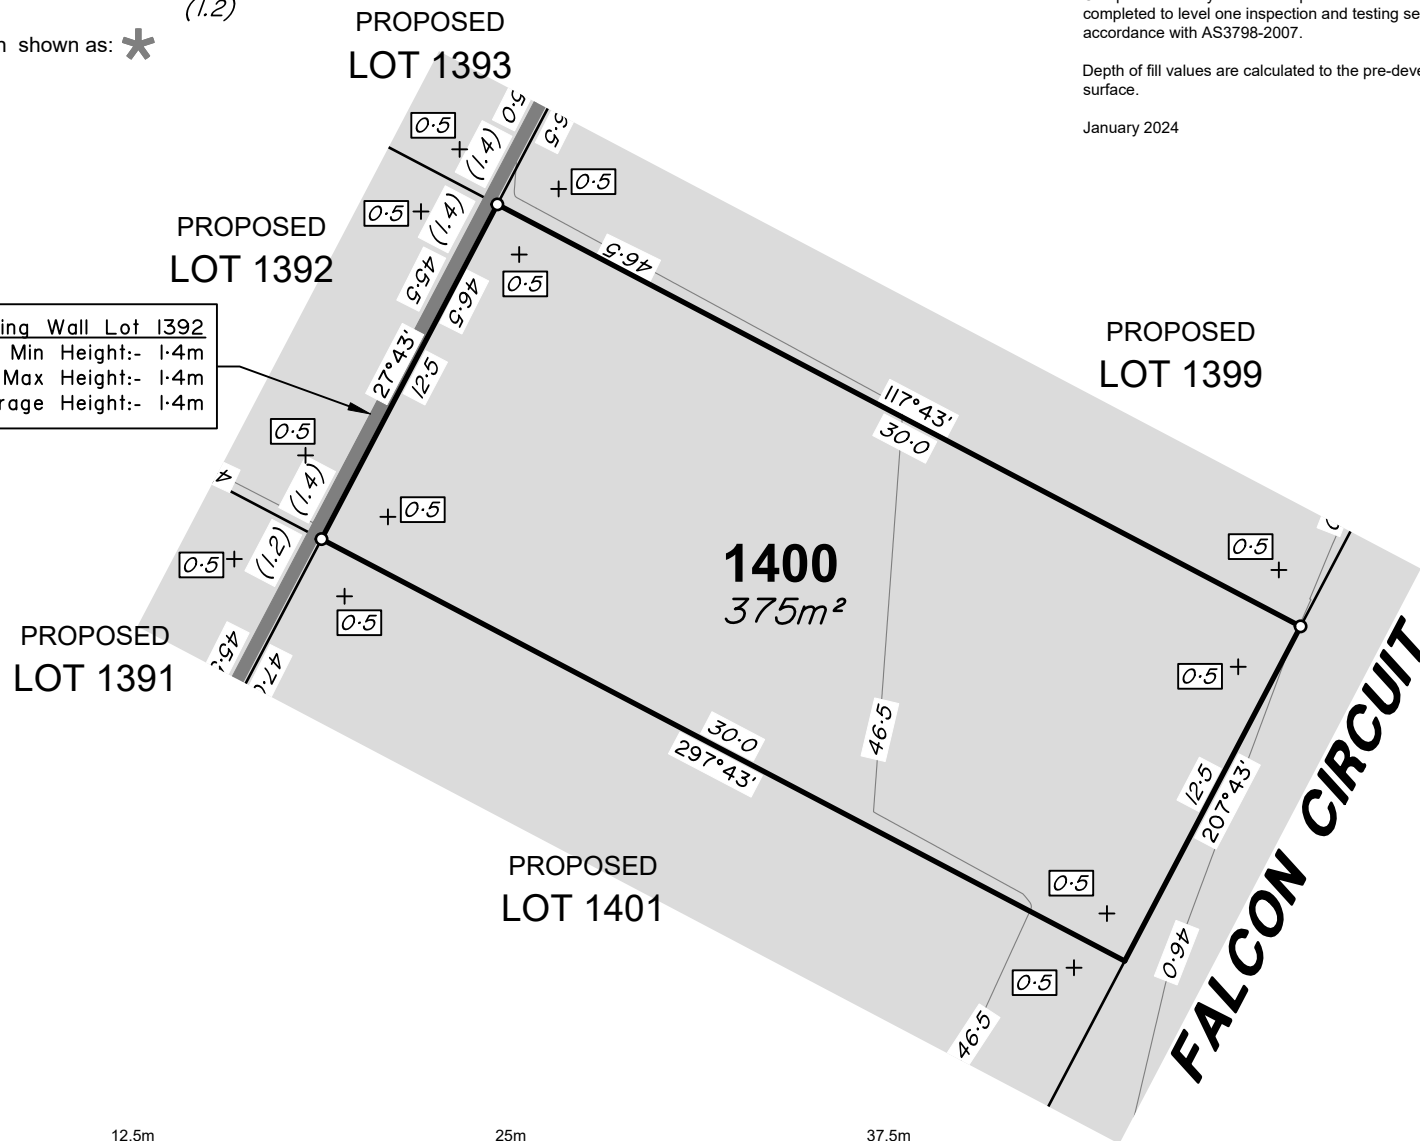 (1.2)
shown as:
completed to level one inspection and testing
accordance with AS3798-2007.
Depth of fill values are calculated to the
surface.
January 2024
PROPOSED
LOT 1393
5·0
5·5
0·5
(1.4)
0·5
0·5
(1.4)
PROPOSED
LOT 1392
45·5
46·5
0·5
46·5
Wall Lot 1392
Min Height:- 1·4m
Max Height:- 1·4m
Height:- 1·4m
27°43'
12·5
PROPOSED
LOT 1399
117°43'
30·0
0·5
(1.4)
4
0·5
(1.2)
0·5
0·5
1400
375m²
0·5
0·5
PROPOSED
LOT 1391
46·5
30·0
297°43'
12·5
207°43'
FALCON CIRCUIT
PROPOSED
LOT 1401
0·5
0·5
46·0
46·5
12.5m
25m
37.5m